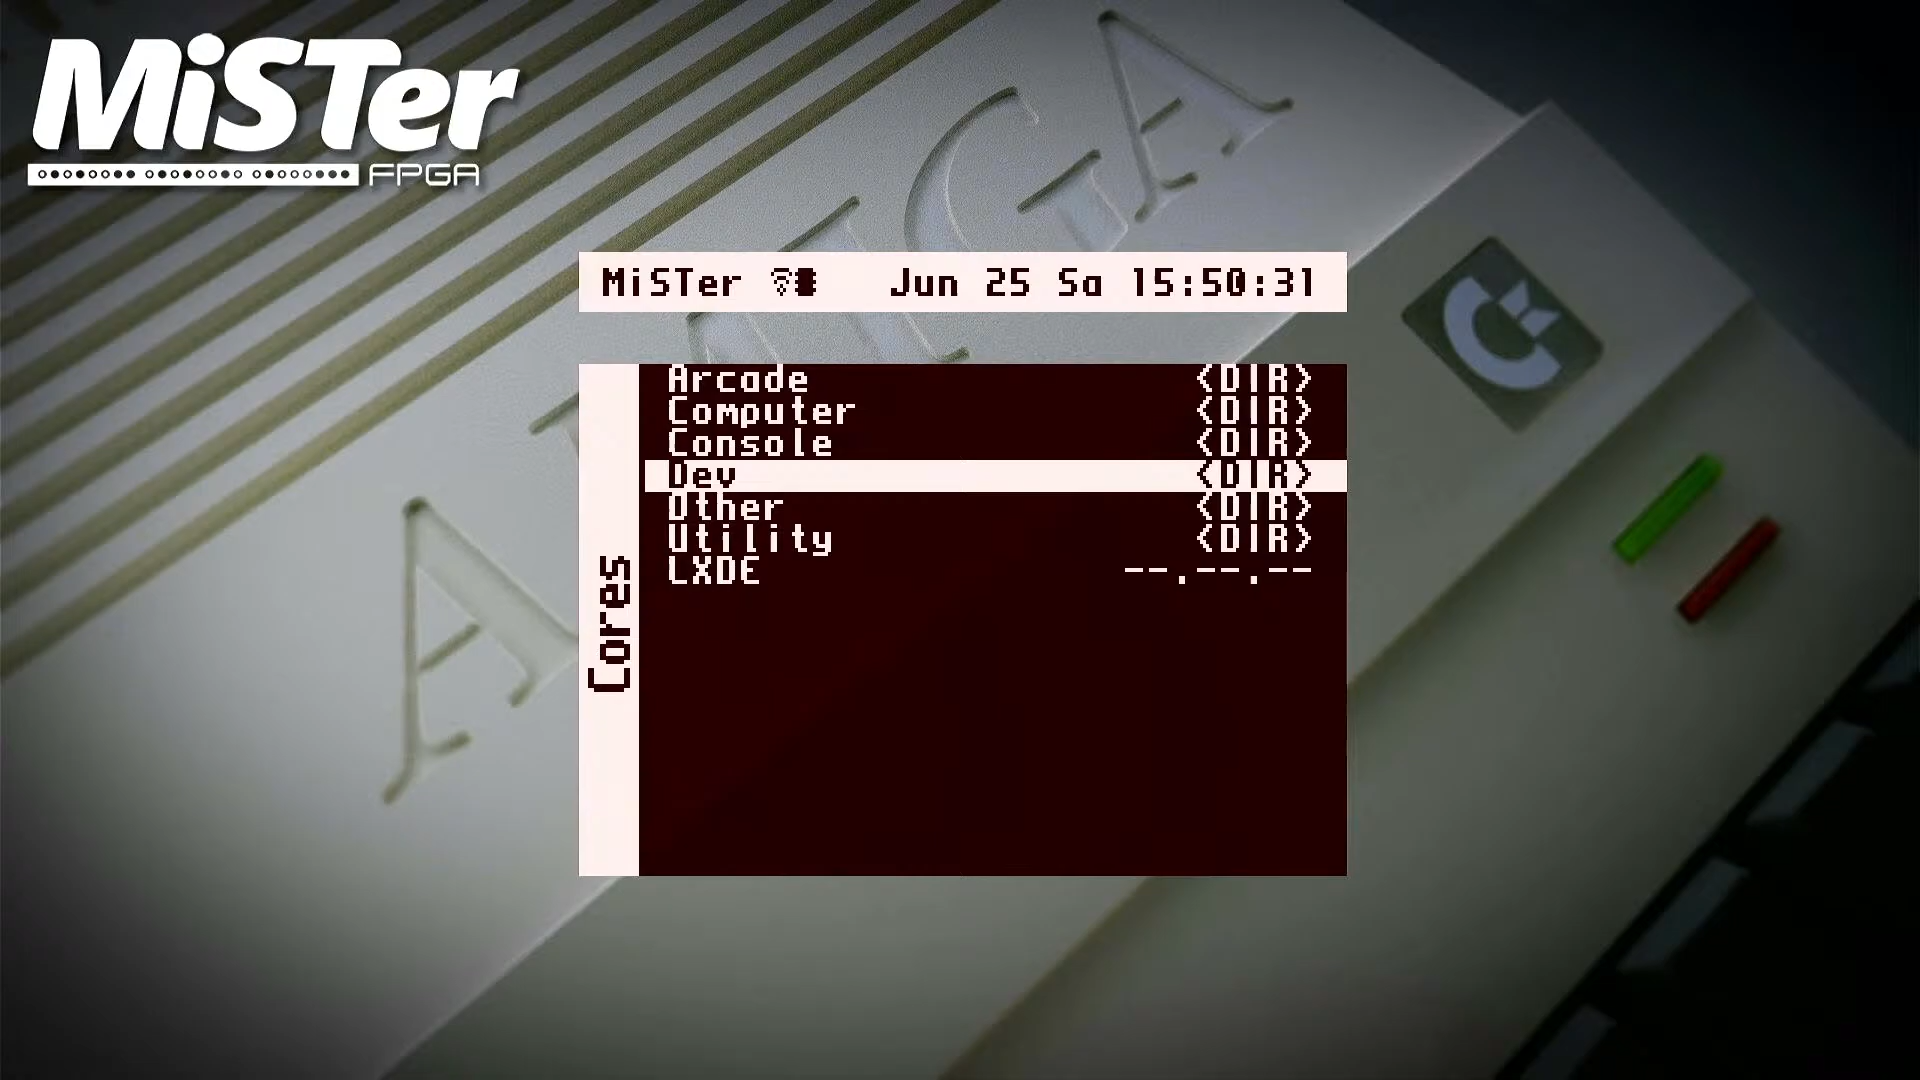 MiSTer
FPGA
AMIGA
MiSTer Jun 25 Sa 15:50:31
Cores
Arcade <DIR>
Computer <DIR>
Console <DIR>
Dev <DIR>
Other <DIR>
Utility <DIR>
LXDE --.--.--